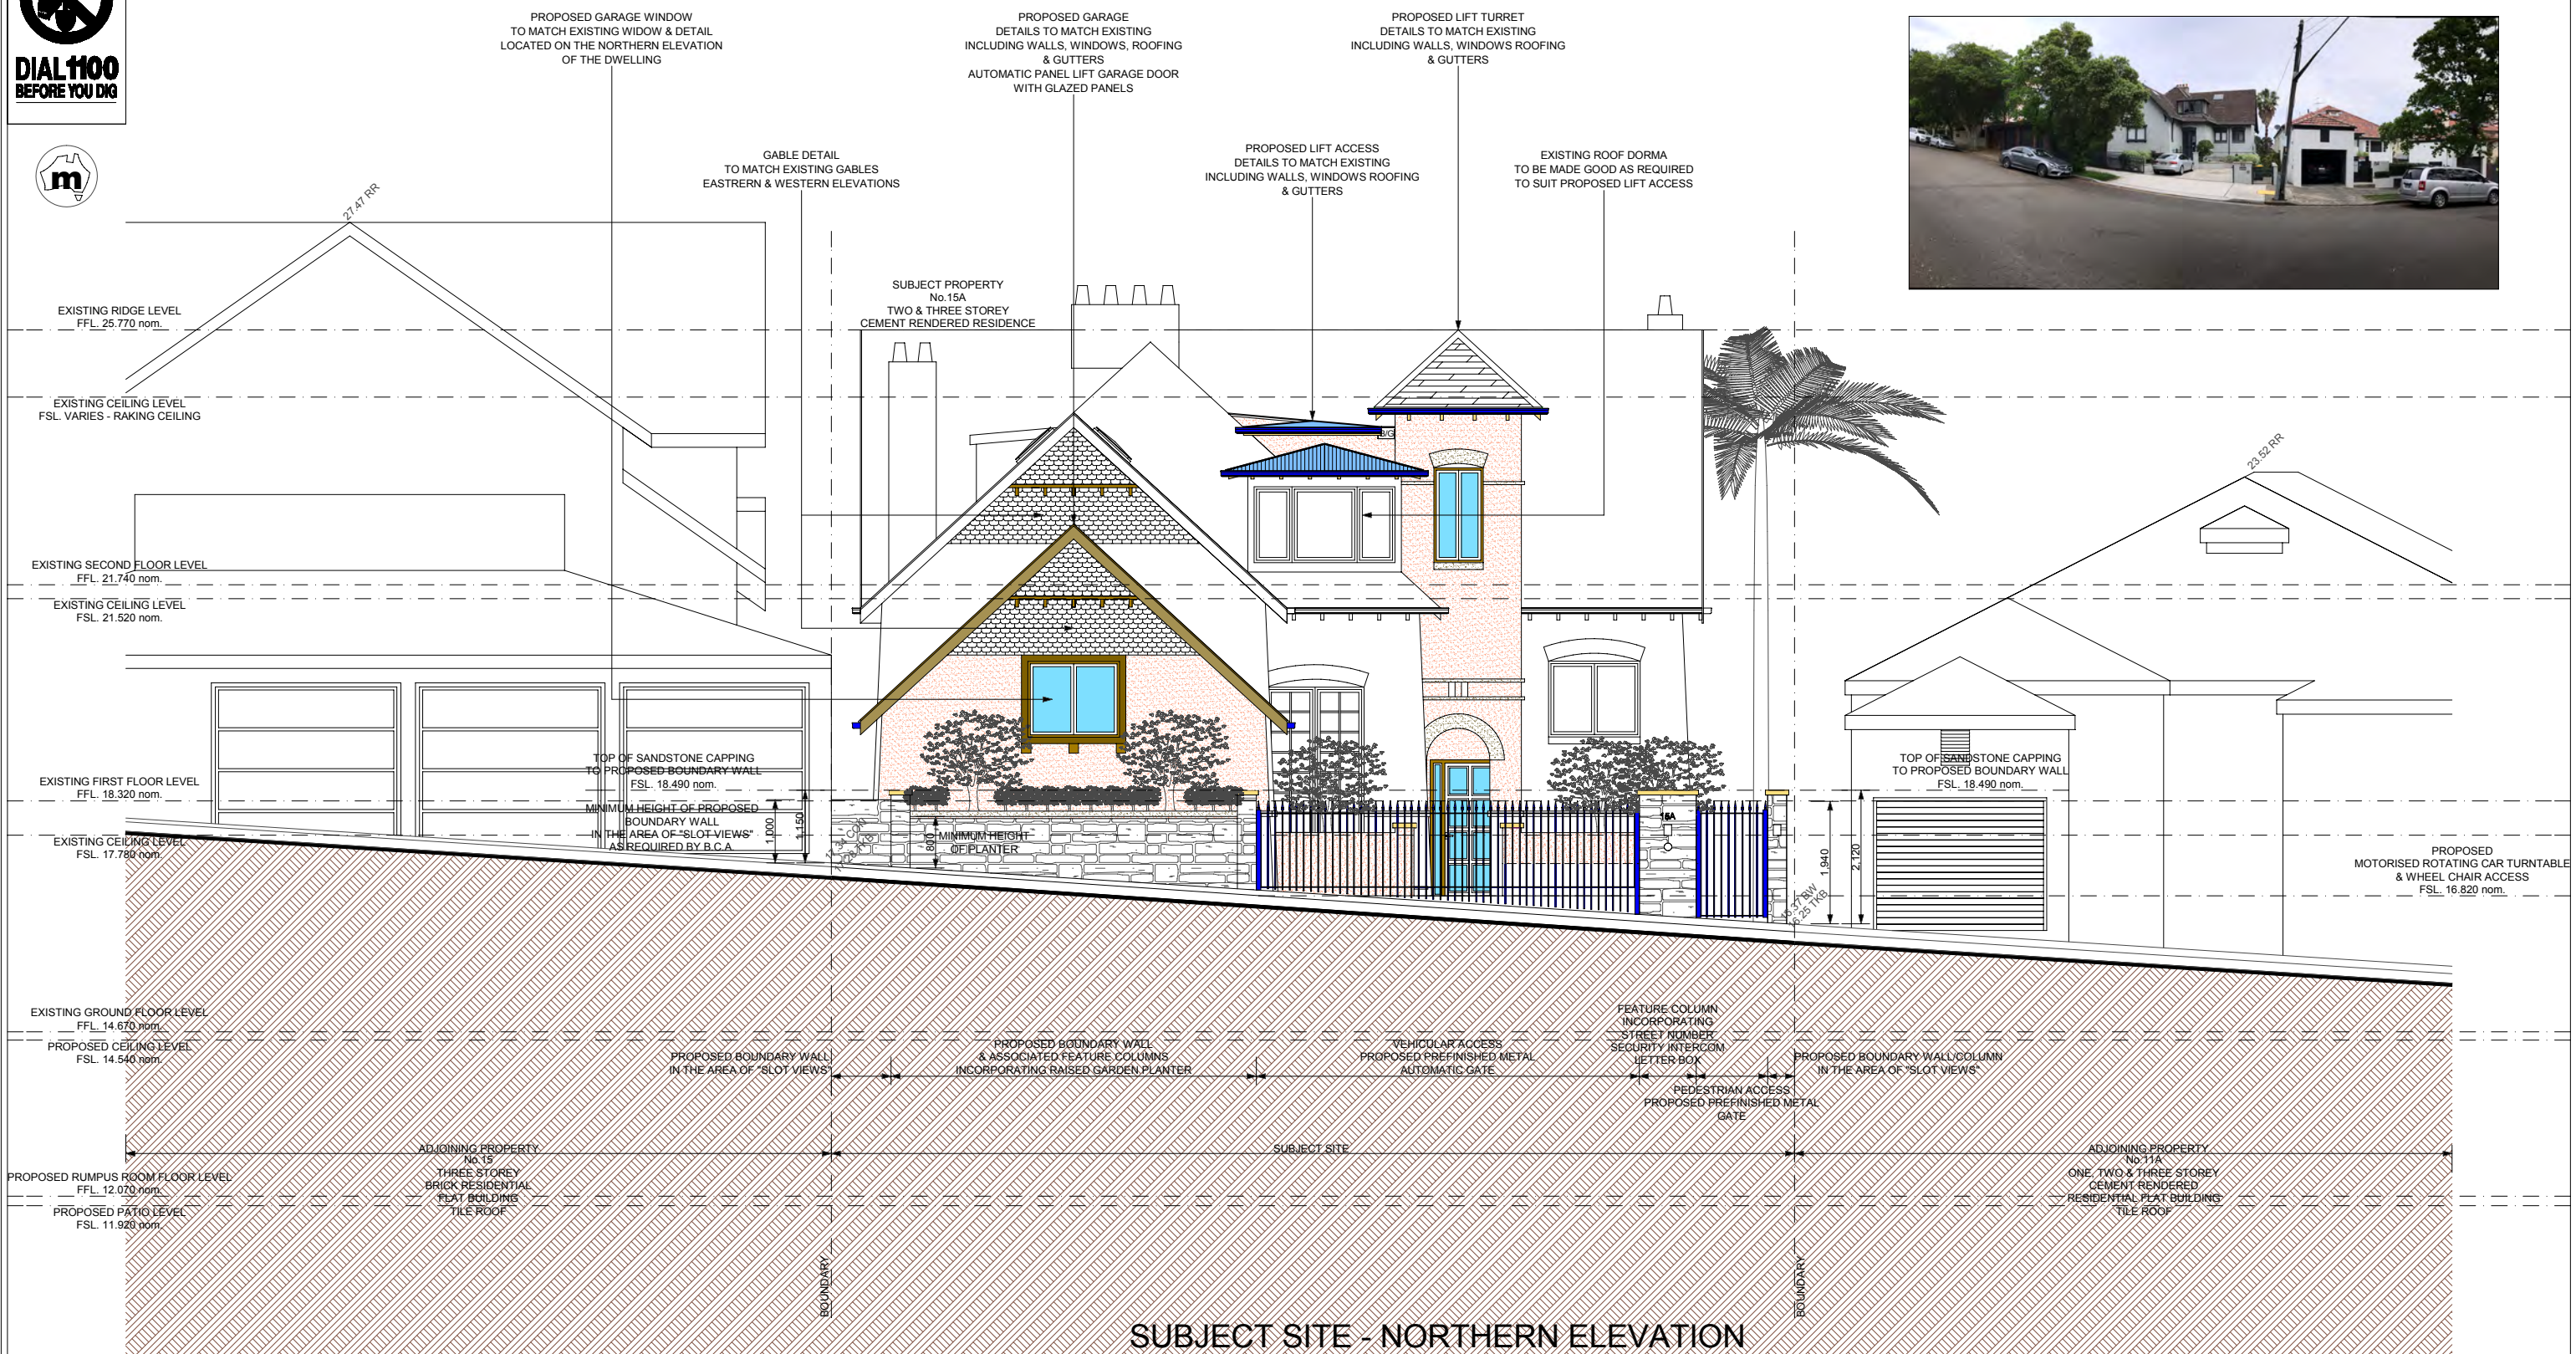 DIAL1100
BEFORE YOU DIG
m
PROPOSED GARAGE WINDOW
TO MATCH EXISTING WIDOW & DETAIL
LOCATED ON THE NORTHERN ELEVATION
OF THE DWELLING
PROPOSED GARAGE
DETAILS TO MATCH EXISTING
INCLUDING WALLS, WINDOWS, ROOFING
& GUTTERS
AUTOMATIC PANEL LIFT GARAGE DOOR
WITH GLAZED PANELS
PROPOSED LIFT TURRET
DETAILS TO MATCH EXISTING
INCLUDING WALLS, WINDOWS ROOFING
& GUTTERS
GABLE DETAIL
TO MATCH EXISTING GABLES
EASTRERN & WESTERN ELEVATIONS
PROPOSED LIFT ACCESS
DETAILS TO MATCH EXISTING
INCLUDING WALLS, WINDOWS ROOFING
& GUTTERS
EXISTING ROOF DORMA
TO BE MADE GOOD AS REQUIRED
TO SUIT PROPOSED LIFT ACCESS
27.47 RR
SUBJECT PROPERTY
No.15A
TWO & THREE STOREY
CEMENT RENDERED RESIDENCE
EXISTING RIDGE LEVEL
FFL. 25.770 nom.
EXISTING CEILING LEVEL
FSL. VARIES - RAKING CEILING
23.52 RR
EXISTING SECOND FLOOR LEVEL
FFL. 21.740 nom.
EXISTING CEILING LEVEL
FSL. 21.520 nom.
TOP OF SANDSTONE CAPPING
TO PROPOSED BOUNDARY WALL
FSL. 18.490 nom.
TOP OF SANDSTONE CAPPING
TO PROPOSED BOUNDARY WALL
FSL. 18.490 nom.
EXISTING FIRST FLOOR LEVEL
FFL. 18.320 nom.
MINIMUM HEIGHT OF PROPOSED
BOUNDARY WALL
IN THE AREA OF "SLOT VIEWS"
AS REQUIRED BY B.C.A.
1,000
1,150
800
MINIMUM HEIGHT
OF PLANTER
15A
1,940
2,120
16.25 TKB
EXISTING CEILING LEVEL
FSL. 17.780 nom.
PROPOSED
MOTORISED ROTATING CAR TURNTABLE
& WHEEL CHAIR ACCESS
FSL. 16.820 nom.
EXISTING GROUND FLOOR LEVEL
FFL. 14.670 nom.
PROPOSED CEILING LEVEL
FSL. 14.540 nom.
PROPOSED BOUNDARY WALL
IN THE AREA OF "SLOT VIEWS"
PROPOSED BOUNDARY WALL
& ASSOCIATED FEATURE COLUMNS
INCORPORATING RAISED GARDEN PLANTER
VEHICULAR ACCESS
PROPOSED PREFINISHED METAL
AUTOMATIC GATE
FEATURE COLUMN
INCORPORATING
STREET NUMBER
SECURITY INTERCOM
LETTER BOX
PEDESTRIAN ACCESS
PROPOSED PREFINISHED METAL
GATE
PROPOSED BOUNDARY WALL/COLUMN
IN THE AREA OF "SLOT VIEWS"
ADJOINING PROPERTY
No.15
THREE STOREY
BRICK RESIDENTIAL
FLAT BUILDING
TILE ROOF
SUBJECT SITE
ADJOINING PROPERTY
No.11A
ONE, TWO & THREE STOREY
CEMENT RENDERED
RESIDENTIAL FLAT BUILDING
TILE ROOF
PROPOSED RUMPUS ROOM FLOOR LEVEL
FFL. 12.070 nom.
PROPOSED PATIO LEVEL
FSL. 11.920 nom.
BOUNDARY
BOUNDARY
SUBJECT SITE - NORTHERN ELEVATION